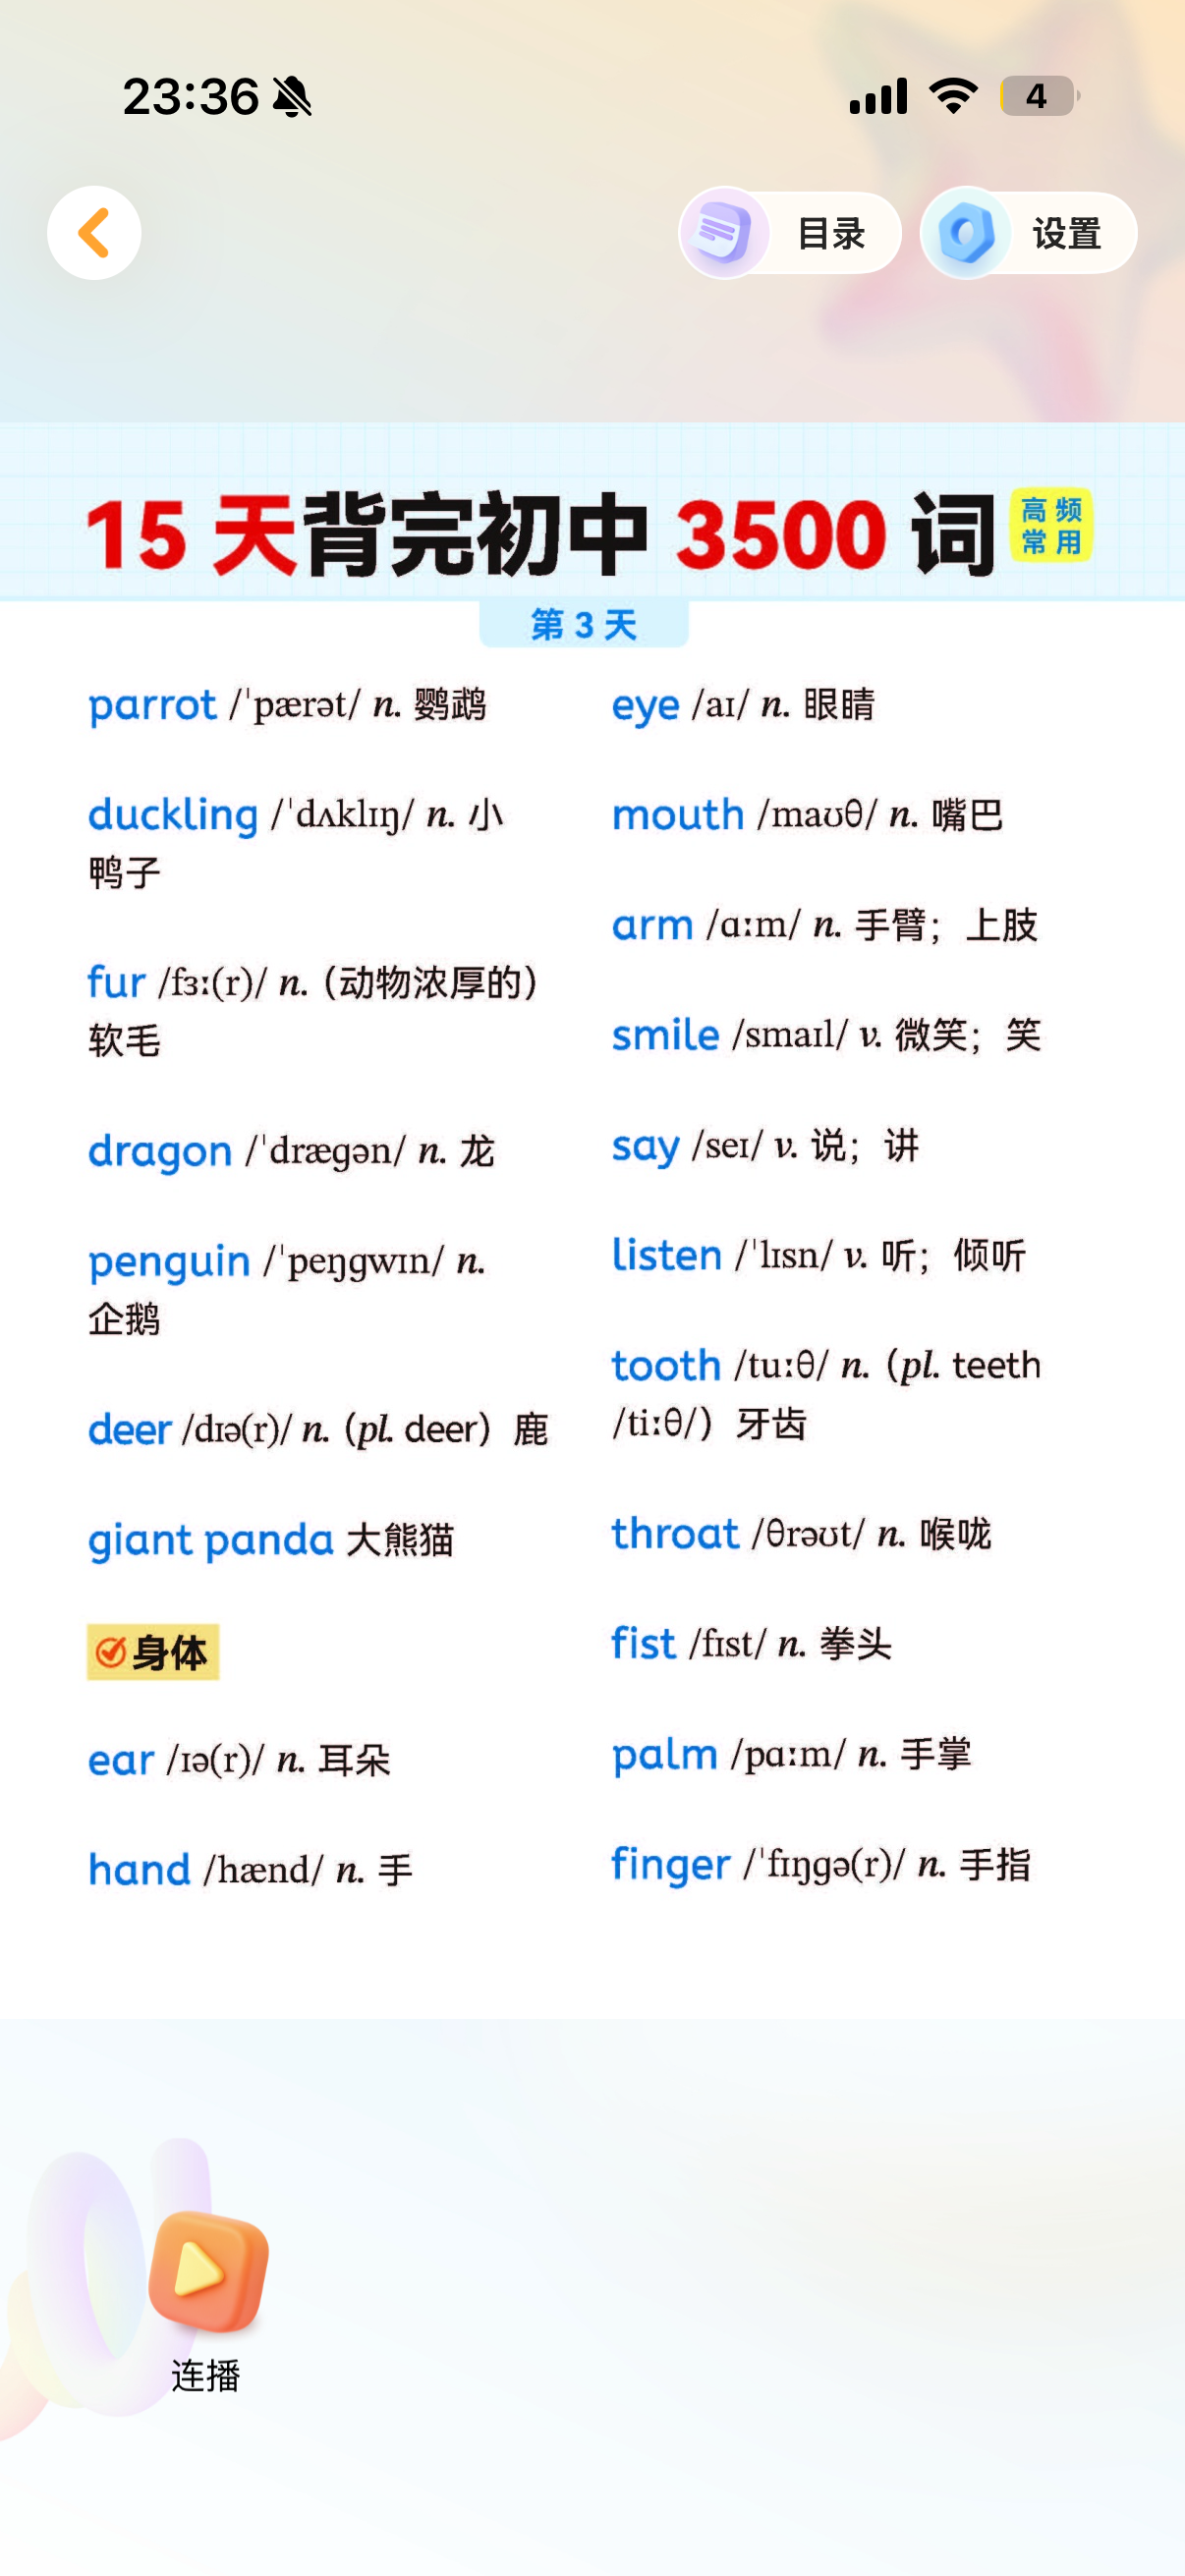 23:36
4
目录
设置
15 天背完初中 3500 词
高频
常用
第 3 天
parrot /ˈpærət/ n. 鹦鹉
duckling /ˈdʌklɪŋ/ n. 小
鸭子
fur /fɜː(r)/ n.（动物浓厚的）
软毛
dragon /ˈdrægən/ n. 龙
penguin /ˈpeŋgwɪn/ n.
企鹅
deer /dɪə(r)/ n.（pl. deer）鹿
giant panda 大熊猫
身体
ear /ɪə(r)/ n. 耳朵
hand /hænd/ n. 手
eye /aɪ/ n. 眼睛
mouth /maʊθ/ n. 嘴巴
arm /ɑːm/ n. 手臂；上肢
smile /smaɪl/ v. 微笑；笑
say /seɪ/ v. 说；讲
listen /ˈlɪsn/ v. 听；倾听
tooth /tuːθ/ n.（pl. teeth
/tiːθ/）牙齿
throat /θrəʊt/ n. 喉咙
fist /fɪst/ n. 拳头
palm /pɑːm/ n. 手掌
finger /ˈfɪŋgə(r)/ n. 手指
连播